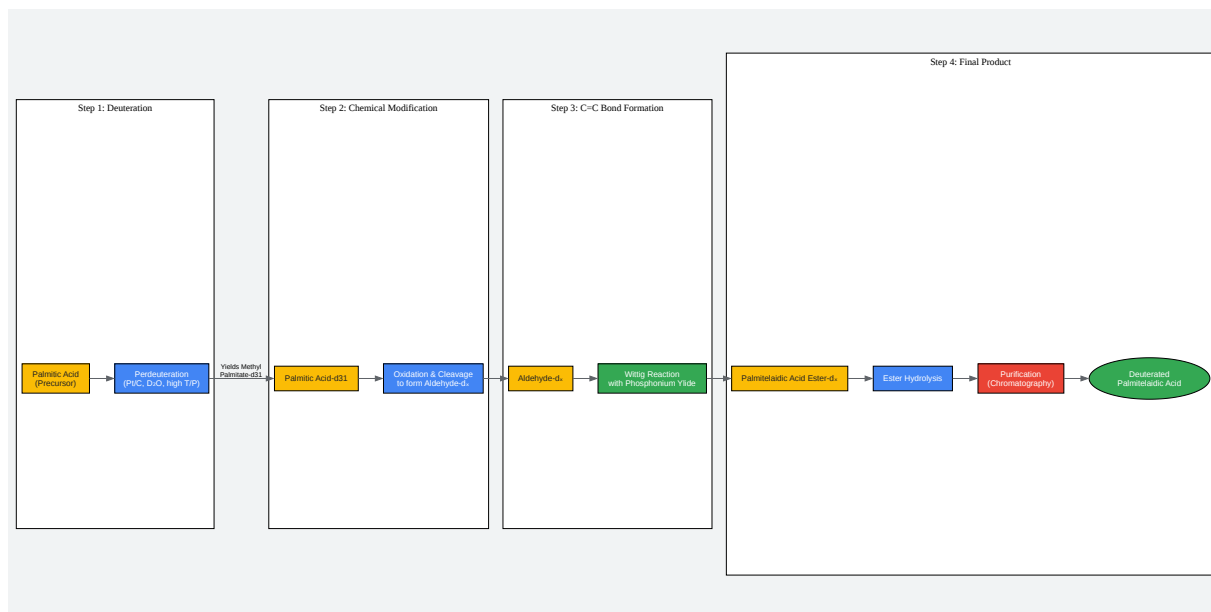 Step 1: Deuteration
Palmitic Acid
(Precursor)
Perdeuteration
(Pt/C, D₂O, high T/P)
Yields Methyl
Palmitate-d31
Step 2: Chemical Modification
Palmitic Acid-d31
Oxidation & Cleavage
to form Aldehyde-dₓ
Step 3: C=C Bond Formation
Aldehyde-dₓ
Wittig Reaction
with Phosphonium Ylide
Step 4: Final Product
Palmitelaidic Acid Ester-dₓ
Ester Hydrolysis
Purification
(Chromatography)
Deuterated
Palmitelaidic Acid